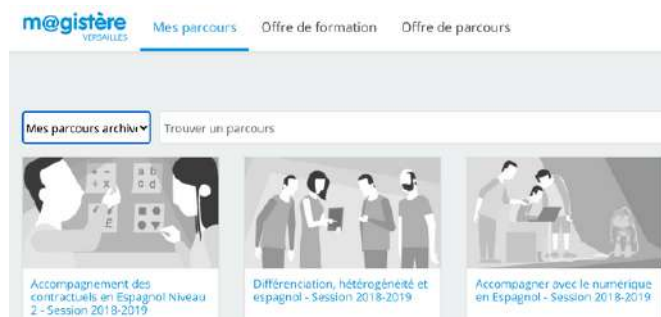 m@gistère
VERSAILLES
Mes parcours
Offre de formation
Offre de parcours
Mes parcours archiv
Trouver un parcours
+ -
÷ x
a b
c d
Accompagnement des
contractuels en Espagnol Niveau
2 - Session 2018-2019
Différenciation, hétérogénéité et
espagnol - Session 2018-2019
Accompagner avec le numérique
en Espagnol - Session 2018-2019